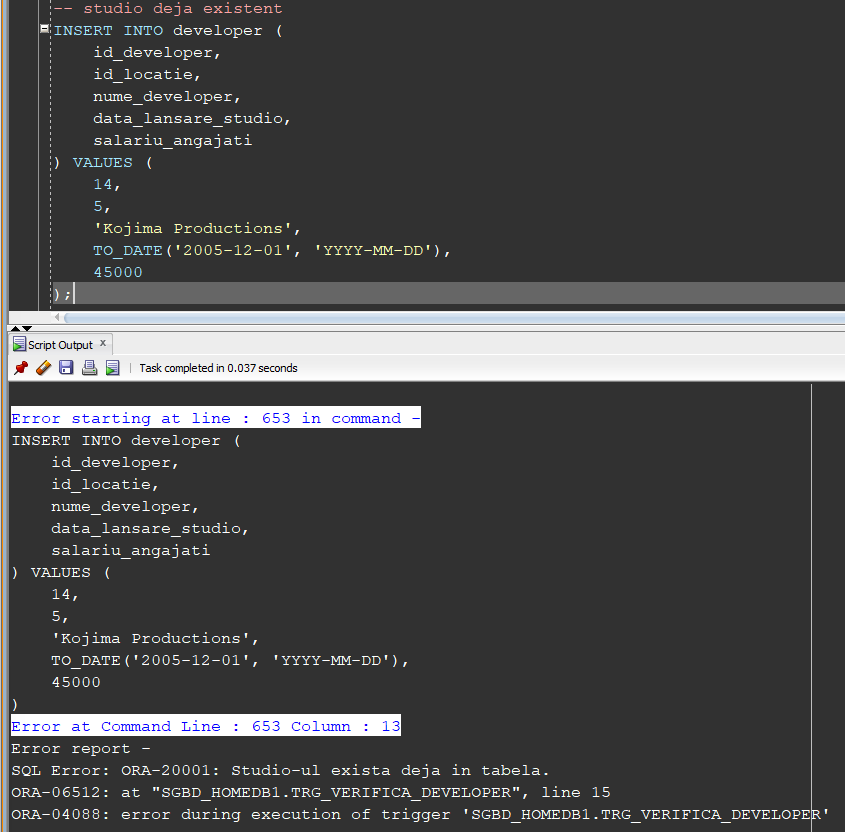 -- studio deja existent
INSERT INTO developer (
    id_developer,
    id_locatie,
    nume_developer,
    data_lansare_studio,
    salariu_angajati
) VALUES (
    14,
    5,
    'Kojima Productions',
    TO_DATE('2005-12-01', 'YYYY-MM-DD'),
    45000
);
Script Output x
Task completed in 0.037 seconds
Error starting at line : 653 in command -
INSERT INTO developer (
    id_developer,
    id_locatie,
    nume_developer,
    data_lansare_studio,
    salariu_angajati
) VALUES (
    14,
    5,
    'Kojima Productions',
    TO_DATE('2005-12-01', 'YYYY-MM-DD'),
    45000
)
Error at Command Line : 653 Column : 13
Error report -
SQL Error: ORA-20001: Studio-ul exista deja in tabela.
ORA-06512: at "SGBD_HOMEDB1.TRG_VERIFICA_DEVELOPER", line 15
ORA-04088: error during execution of trigger 'SGBD_HOMEDB1.TRG_VERIFICA_DEVELOPER'